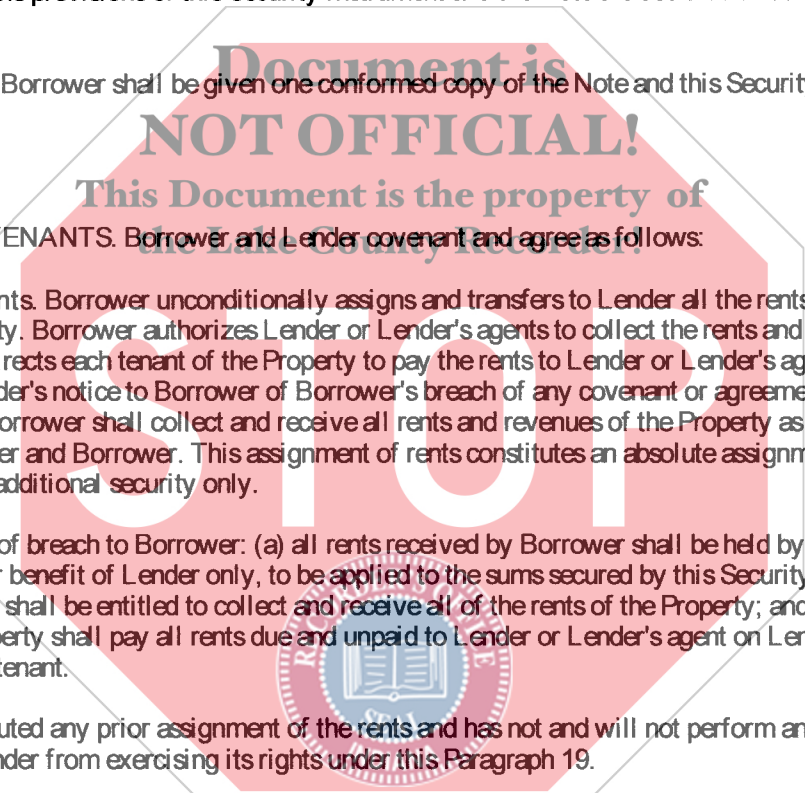 Document is
Borrower shall be given one conformed copy of the Note and this Securit
NOT OFFICIAL!
This Document is the property of
the Lake County Recorder!
ENANTS. Borrower and Lender covenant and agree as follows:
nts. Borrower unconditionally assigns and transfers to Lender all the rents
ty. Borrower authorizes Lender or Lender's agents to collect the rents and
rects each tenant of the Property to pay the rents to Lender or Lender's ag
der's notice to Borrower of Borrower's breach of any covenant or agreeme
orrower shall collect and receive all rents and revenues of the Property as
er and Borrower. This assignment of rents constitutes an absolute assignm
additional security only.
STOP
of breach to Borrower: (a) all rents received by Borrower shall be held by
r benefit of Lender only, to be applied to the sums secured by this Security
shall be entitled to collect and receive all of the rents of the Property; and
perty shall pay all rents due and unpaid to Lender or Lender's agent on Len
tenant.
RECORDER'S OFFICE
SEAL
INDIANA
uted any prior assignment of the rents and has not and will not perform an
nder from exercising its rights under this Paragraph 19.